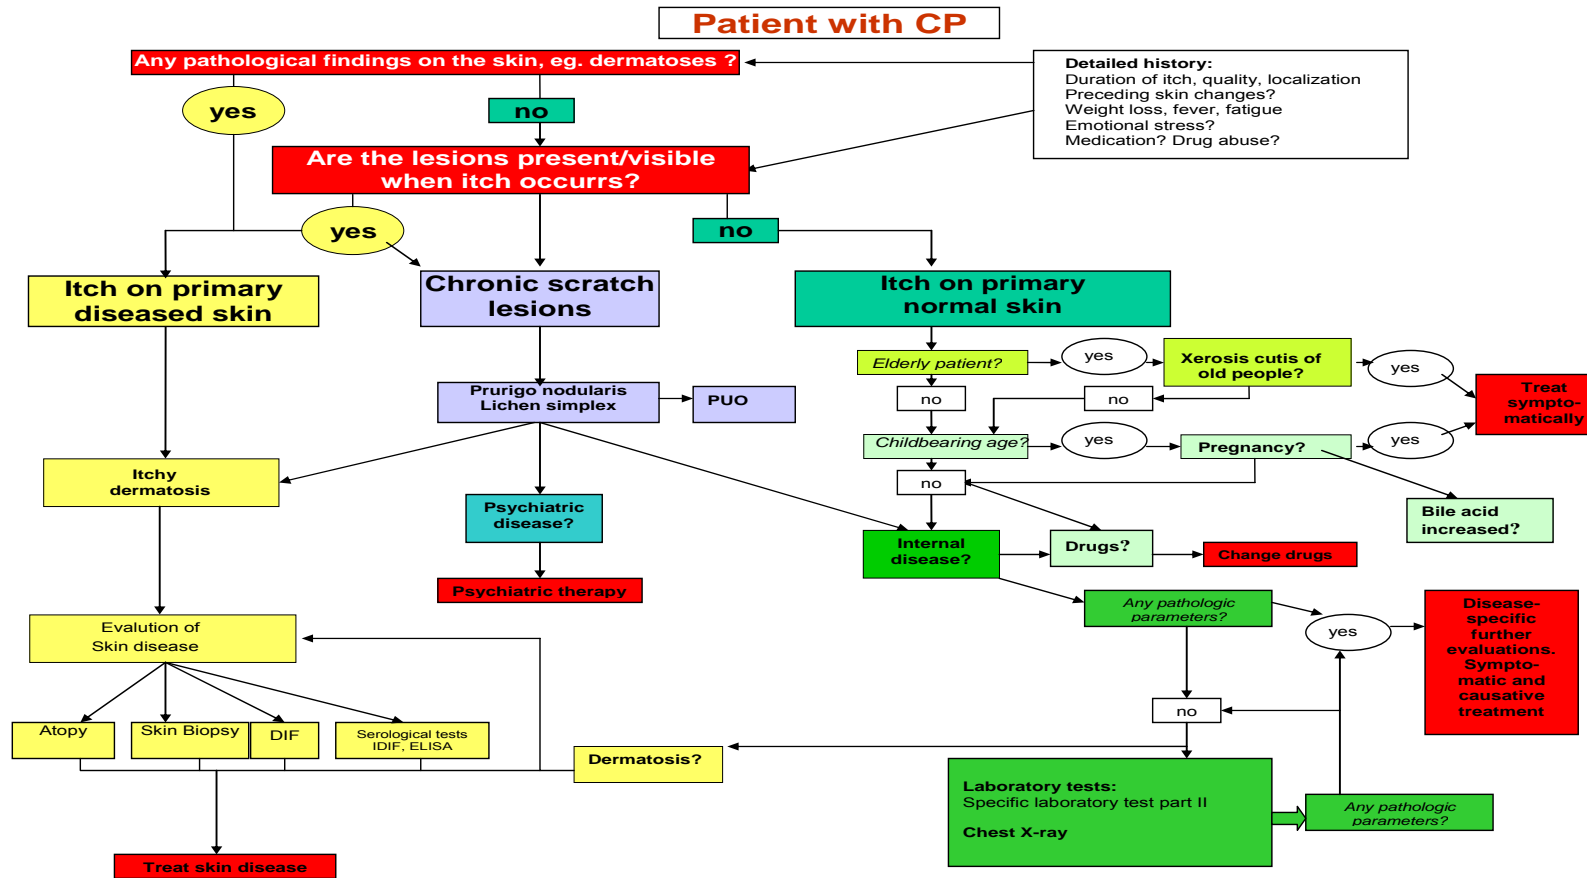 Patient with CP
Any pathological findings on the skin, eg. dermatoses ?
Detailed history:
Duration of itch, quality, localization
Preceding skin changes?
Weight loss, fever, fatigue
Emotional stress?
Medication? Drug abuse?
yes
no
Are the lesions present/visible
when itch occurrs?
yes
no
Itch on primary
diseased skin
Chronic scratch
lesions
Itch on primary
normal skin
Elderly patient?
yes
Xerosis cutis of
old people?
yes
Treat
sympto-
matically
no
no
Prurigo nodularis
Lichen simplex
PUO
Childbearing age?
yes
Pregnancy?
yes
no
Itchy
dermatosis
Psychiatric
disease?
Bile acid
increased?
Internal
disease?
Drugs?
Change drugs
Psychiatric therapy
Any pathologic
parameters?
yes
Disease-
specific
further
evaluations.
Sympto-
matic and
causative
treatment
Evalution of
Skin disease
no
Atopy
Skin Biopsy
DIF
Serological tests
IDIF, ELISA
Dermatosis?
Laboratory tests:
Specific laboratory test part II
Chest X-ray
Any pathologic
parameters?
Treat skin disease